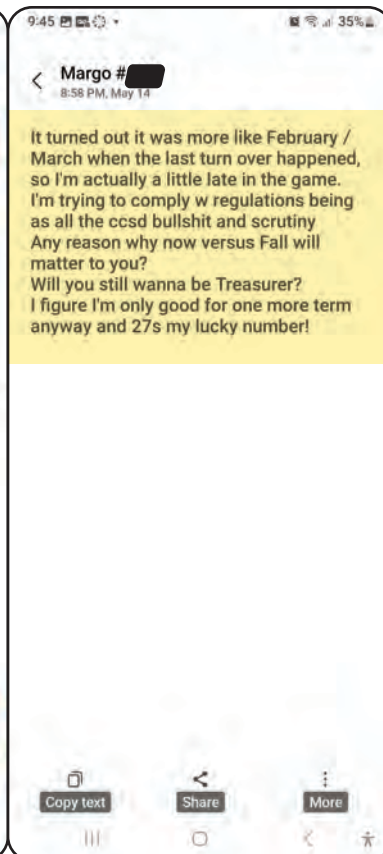 9:45
35%
Margo #
8:58 PM, May 14
It turned out it was more like February /
March when the last turn over happened,
so I'm actually a little late in the game.
I'm trying to comply w regulations being
as all the ccsd bullshit and scrutiny
Any reason why now versus Fall will
matter to you?
Will you still wanna be Treasurer?
I figure I'm only good for one more term
anyway and 27s my lucky number!
Copy text
Share
More